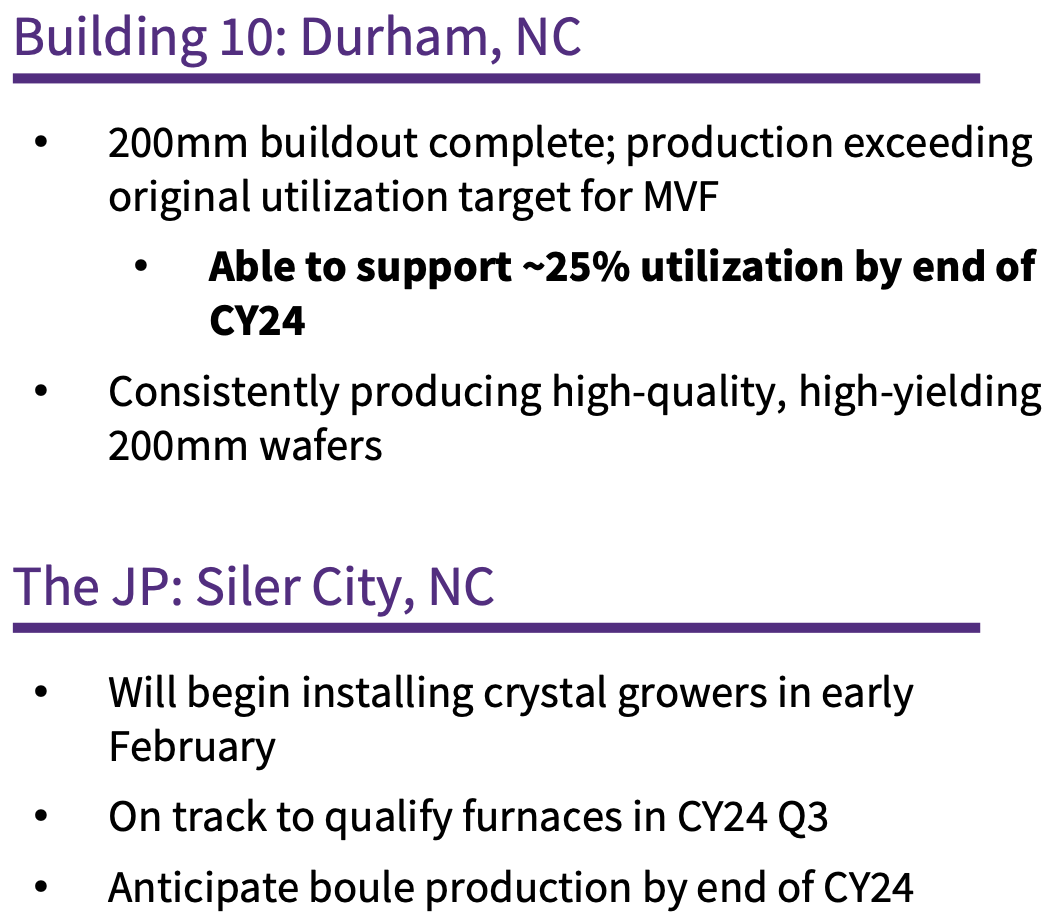 Building 10: Durham, NC
• 200mm buildout complete; production exceeding
original utilization target for MVF
• Able to support ~25% utilization by end of
CY24
• Consistently producing high-quality, high-yielding
200mm wafers
The JP: Siler City, NC
• Will begin installing crystal growers in early
February
• On track to qualify furnaces in CY24 Q3
• Anticipate boule production by end of CY24